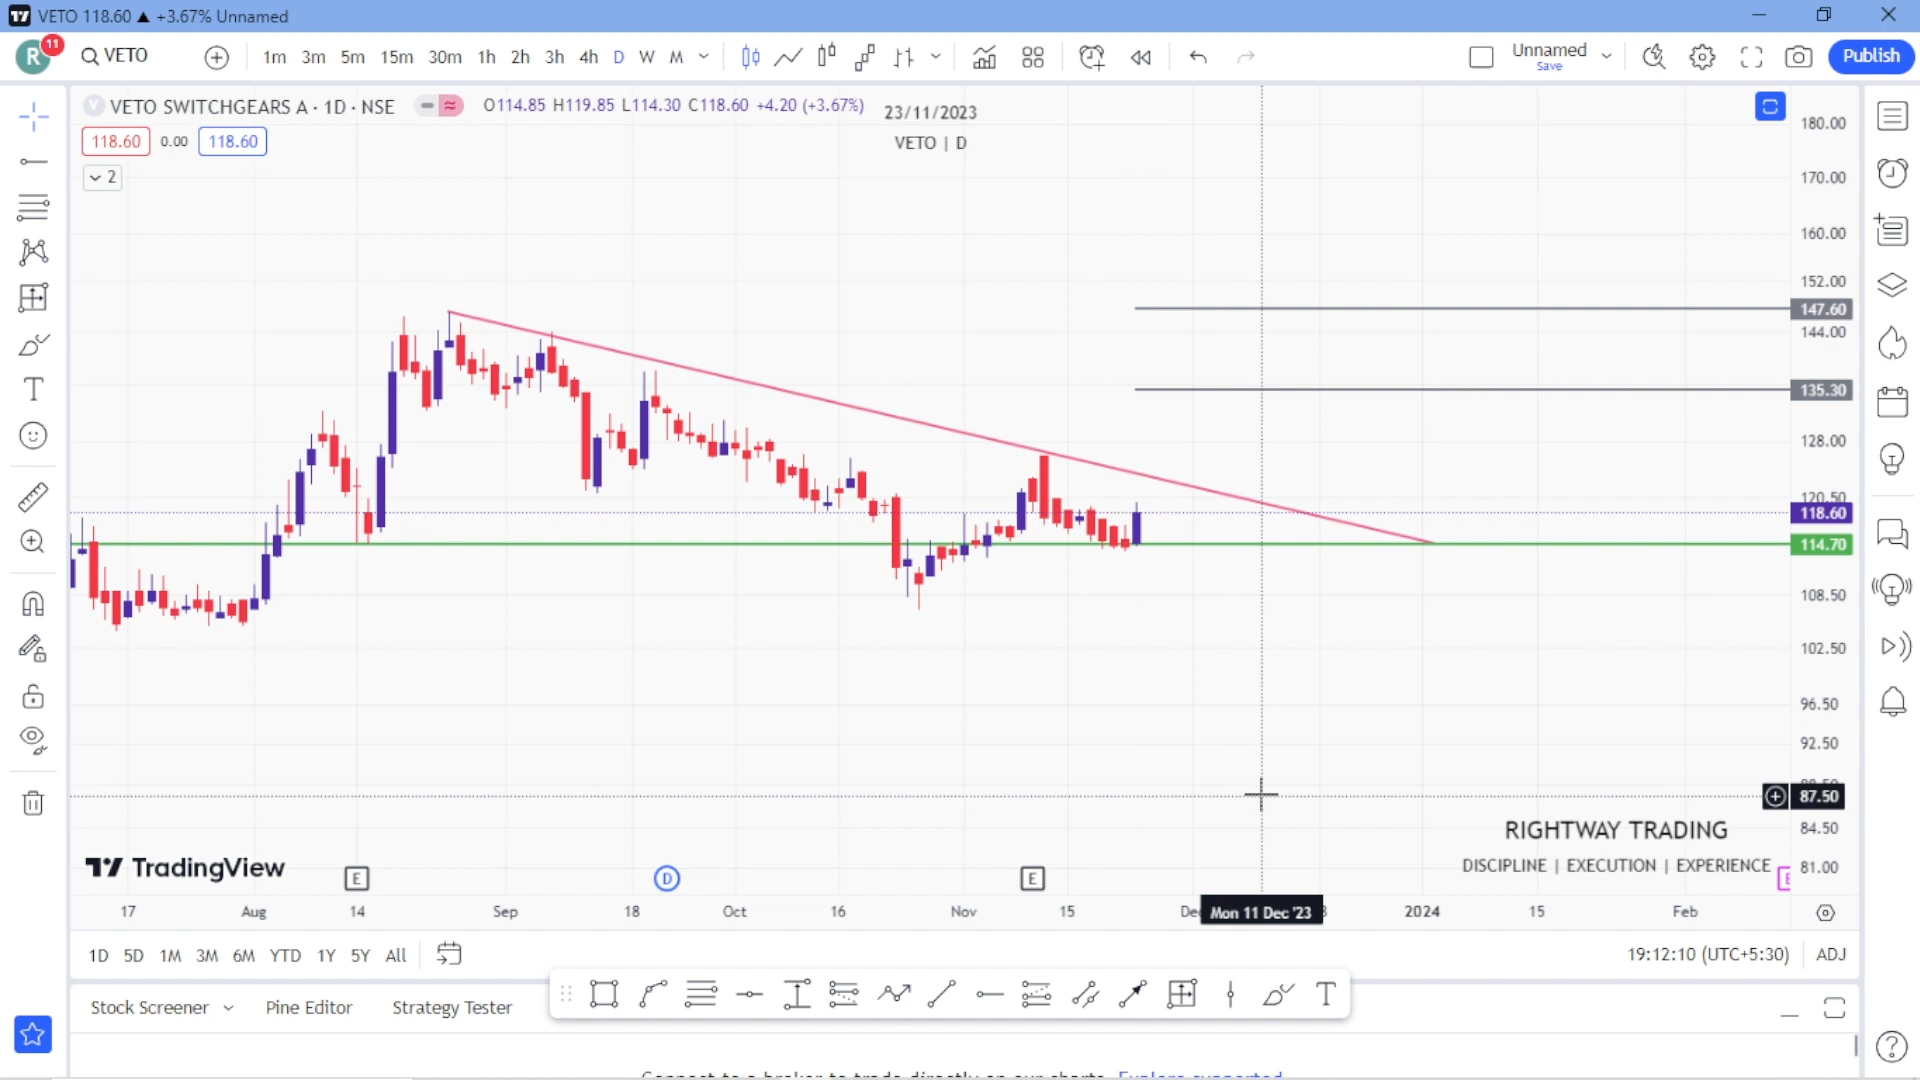 VETO 118.60 ▲ +3.67% Unnamed
R 11 VETO 1m 3m 5m 15m 30m 1h 2h 3h 4h D W M Unnamed Save Publish
VETO SWITCHGEARS A · 1D · NSE O114.85 H119.85 L114.30 C118.60 +4.20 (+3.67%)
118.60 0.00 118.60
2
23/11/2023
VETO | D
180.00
170.00
160.00
152.00
147.60
144.00
135.30
128.00
120.50
118.60
114.70
108.50
102.50
96.50
92.50
87.50
84.50
81.00
RIGHTWAY TRADING
DISCIPLINE | EXECUTION | EXPERIENCE
TradingView
E D E
17 Aug 14 Sep 18 Oct 16 Nov 15 Mon 11 Dec '23 2024 15 Feb
1D 5D 1M 3M 6M YTD 1Y 5Y All 19:12:10 (UTC+5:30) ADJ
Stock Screener Pine Editor Strategy Tester